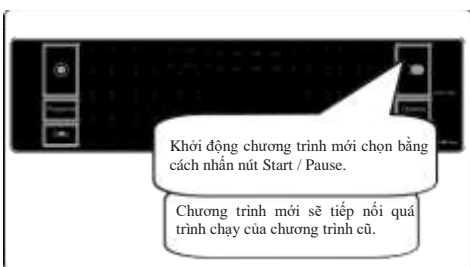 Khởi động chương trình mới chọn bằng
cách nhấn nút Start / Pause.
Chương trình mới sẽ tiếp nối quá
trình chạy của chương trình cũ.